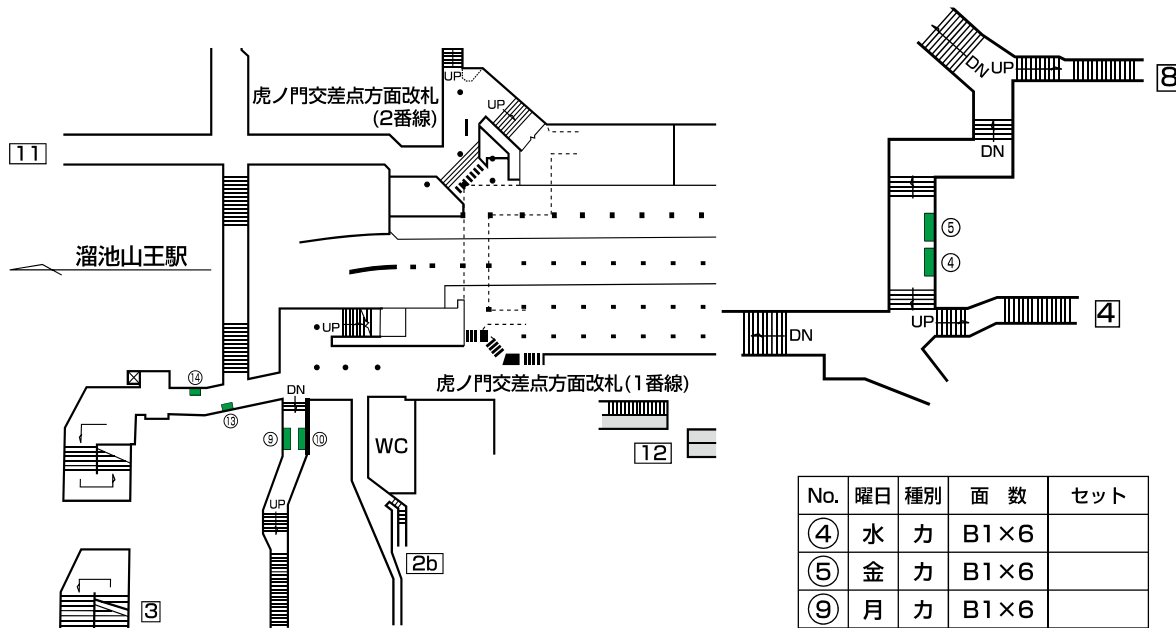 UP
DN
UP
8
虎ノ門交差点方面改札
(2番線)
UP
11
DN
⑤
④
溜池山王駅
UP
DN
UP
4
虎ノ門交差点方面改札(1番線)
⑭
⑬
DN
⑨
⑩
WC
12
UP
2b
3
No. 曜日 種別 面 数 セット
④ 水 カ B1×6
⑤ 金 カ B1×6
⑨ 月 カ B1×6